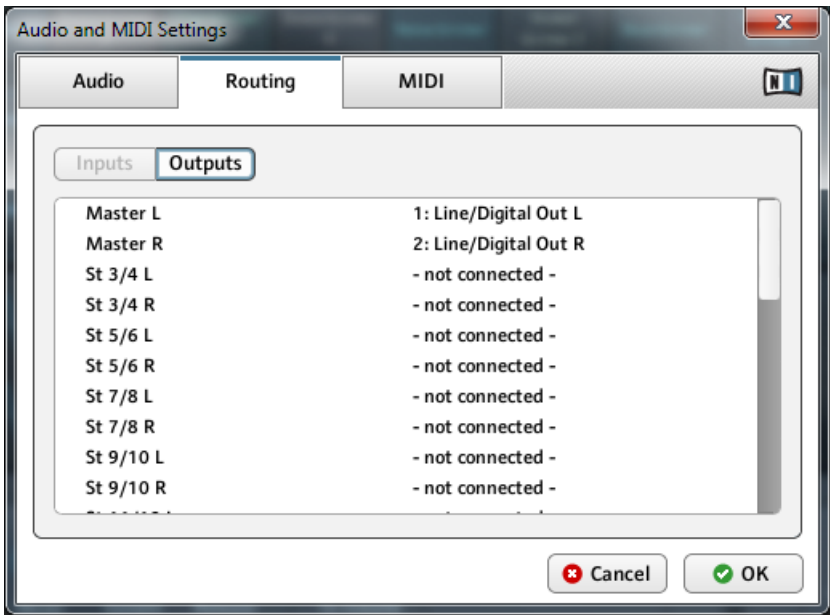 Audio and MIDI Settings
Audio Routing MIDI NI
Inputs Outputs
Master L 1: Line/Digital Out L
Master R 2: Line/Digital Out R
St 3/4 L - not connected -
St 3/4 R - not connected -
St 5/6 L - not connected -
St 5/6 R - not connected -
St 7/8 L - not connected -
St 7/8 R - not connected -
St 9/10 L - not connected -
St 9/10 R - not connected -
Cancel OK